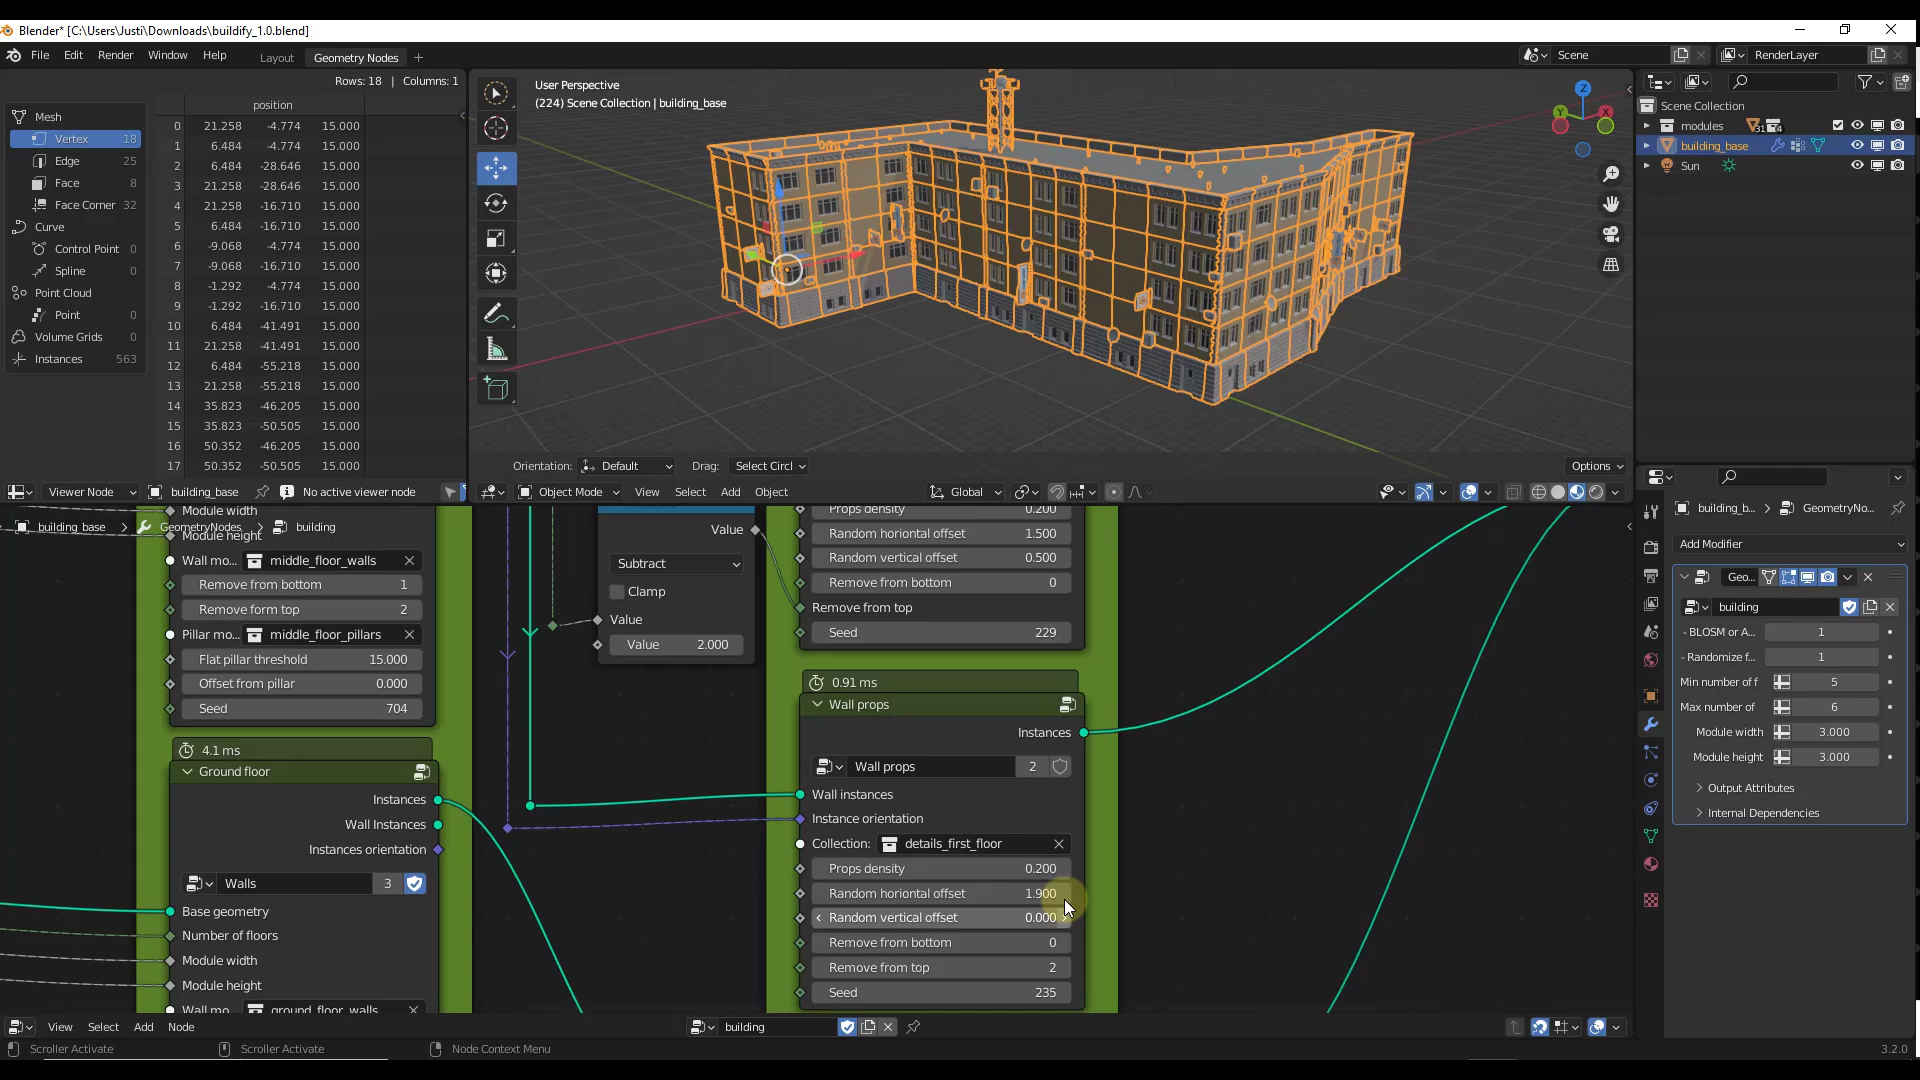 Blender* [C:\Users\Justi\Downloads\buildify_1.0.blend]
File Edit Render Window Help Layout Geometry Nodes + Scene RenderLayer
Rows: 18 | Columns: 1
position
Mesh
Vertex 18
Edge 25
Face 8
Face Corner 32
Curve
Control Point 0
Spline 0
Point Cloud
Point 0
Volume Grids 0
Instances 563
0 21.258 -4.774 15.000
1 6.484 -4.774 15.000
2 6.484 -28.646 15.000
3 21.258 -28.646 15.000
4 21.258 -16.710 15.000
5 6.484 -16.710 15.000
6 -9.068 -4.774 15.000
7 -9.068 -16.710 15.000
8 -1.292 -4.774 15.000
9 -1.292 -16.710 15.000
10 6.484 -41.491 15.000
11 21.258 -41.491 15.000
12 6.484 -55.218 15.000
13 21.258 -55.218 15.000
14 35.823 -46.205 15.000
15 35.823 -50.505 15.000
16 50.352 -46.205 15.000
17 50.352 -50.505 15.000
User Perspective
(224) Scene Collection | building_base
Z
Y
X
Orientation: Default Drag: Select Circl Options
Viewer Node building_base No active viewer node
Object Mode View Select Add Object Global
Scene Collection
modules 31 4
building_base
Sun
building_base > GeometryNodes > building
Module width
Module height
Wall mo... middle_floor_walls
Remove from bottom 1
Remove form top 2
Pillar mo... middle_floor_pillars
Flat pillar threshold 15.000
Offset from pillar 0.000
Seed 704
4.1 ms
Ground floor
Instances
Wall Instances
Instances orientation
Walls 3
Base geometry
Number of floors
Module width
Module height
Wall mo... ground_floor_walls
Value
Subtract
Clamp
Value
Value 2.000
Props density 0.200
Random horiontal offset 1.500
Random vertical offset 0.500
Remove from bottom 0
Remove from top
Seed 229
0.91 ms
Wall props
Instances
Wall props 2
Wall instances
Instance orientation
Collection: details_first_floor
Props density 0.200
Random horiontal offset 1.900
Random vertical offset 0.000
Remove from bottom 0
Remove from top 2
Seed 235
building_b... > GeometryNo...
Add Modifier
Geo...
building
- BLOSM or A... 1
- Randomize f... 1
Min number of f 5
Max number of 6
Module width 3.000
Module height 3.000
Output Attributes
Internal Dependencies
View Select Add Node building
Scroller Activate Scroller Activate Node Context Menu 3.2.0